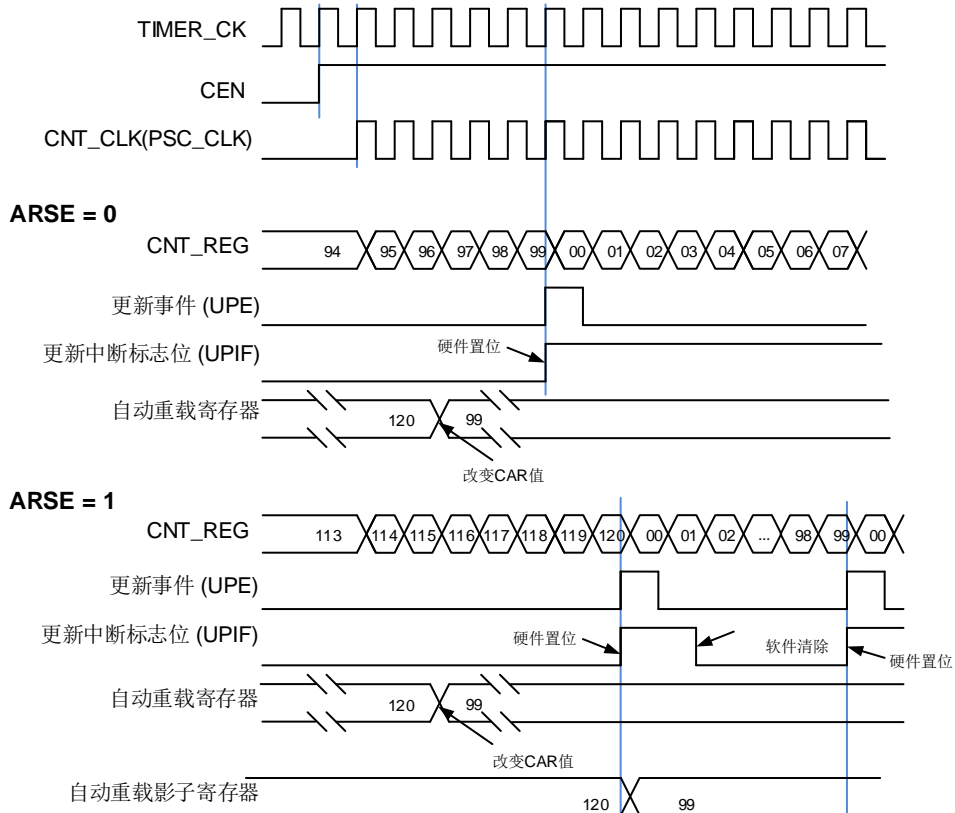 TIMER_CK
CEN
CNT_CLK(PSC_CLK)
ARSE = 0
CNT_REG 94 95 96 97 98 99 00 01 02 03 04 05 06 07
更新事件 (UPE)
更新中断标志位 (UPIF) 硬件置位
自动重载寄存器 120 99
改变CAR值
ARSE = 1
CNT_REG 113 114 115 116 117 118 119 120 00 01 02 ... 98 99 00
更新事件 (UPE)
更新中断标志位 (UPIF) 硬件置位 软件清除 硬件置位
自动重载寄存器 120 99
改变CAR值
自动重载影子寄存器 120 99